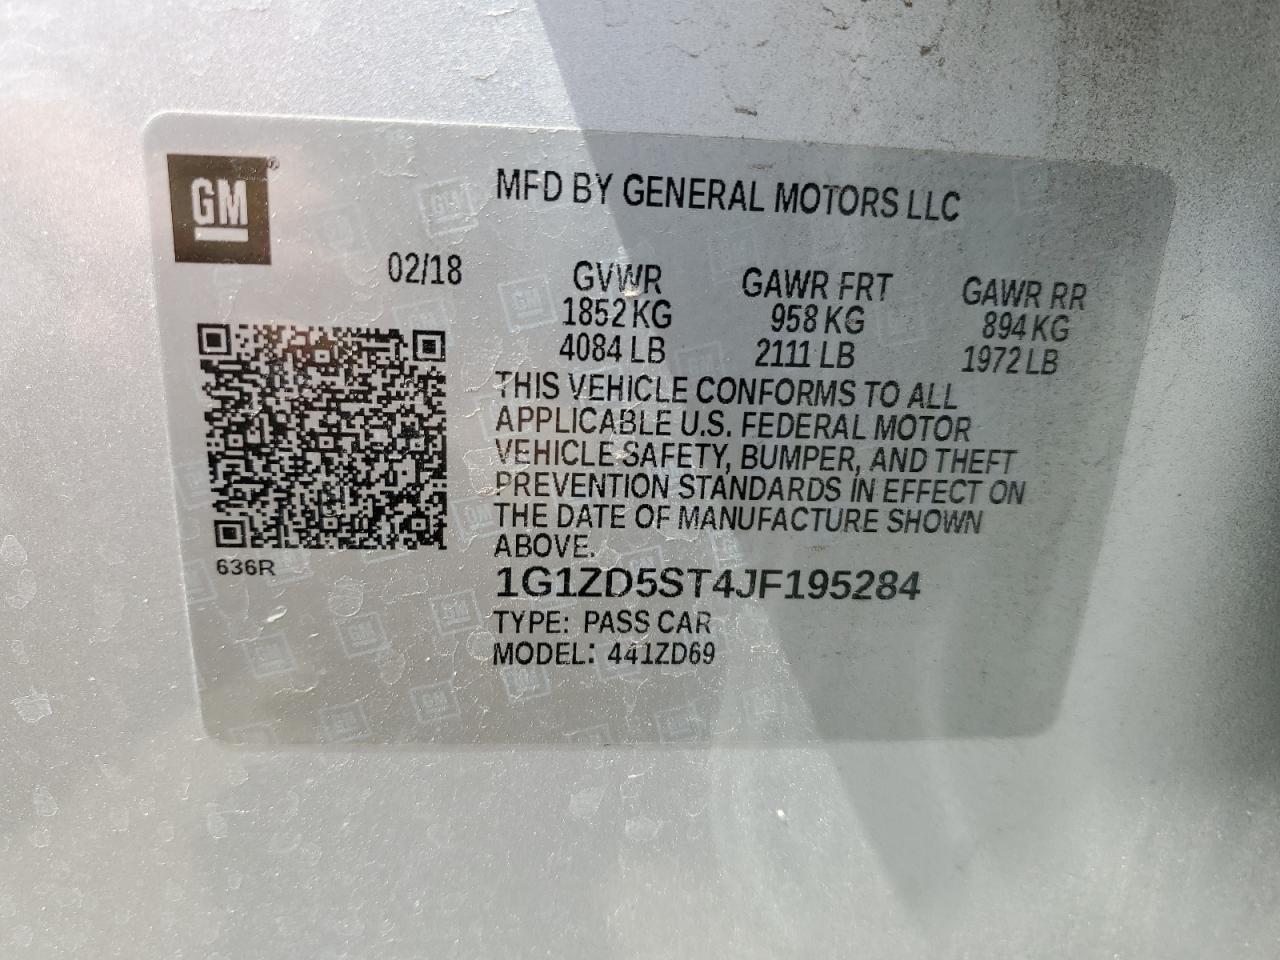 GM
MFD BY GENERAL MOTORS LLC
02/18
GVWR GAWR FRT GAWR RR
1852 KG 958 KG 894 KG
4084 LB 2111 LB 1972 LB
THIS VEHICLE CONFORMS TO ALL
APPLICABLE U.S. FEDERAL MOTOR
VEHICLE SAFETY, BUMPER, AND THEFT
PREVENTION STANDARDS IN EFFECT ON
THE DATE OF MANUFACTURE SHOWN
ABOVE.
636R
1G1ZD5ST4JF195284
TYPE: PASS CAR
MODEL: 441ZD69